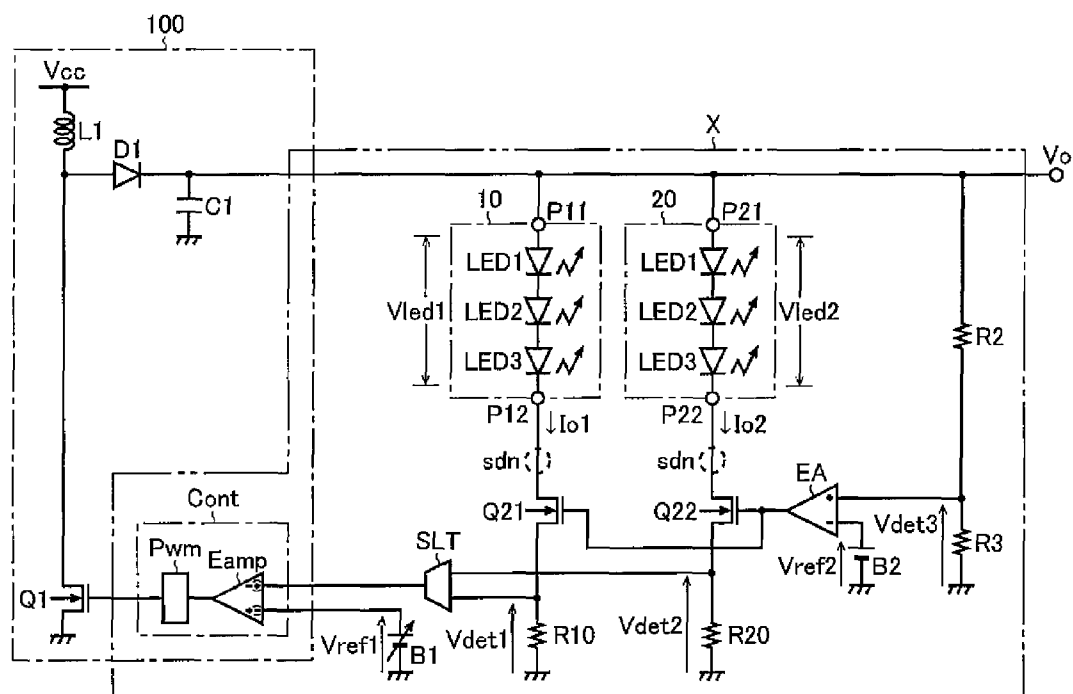 100
Vcc
L1
D1
C1
X
Vo
10
P11
20
P21
LED1
LED1
Vled1
LED2
LED2
Vled2
LED3
LED3
R2
P12
↓Io1
P22
↓Io2
sdn
sdn
EA
Cont
Q21
Q22
Vdet3
R3
Pwm
Eamp
SLT
Vref2
B2
Q1
Vref1
B1
Vdet1
R10
Vdet2
R20